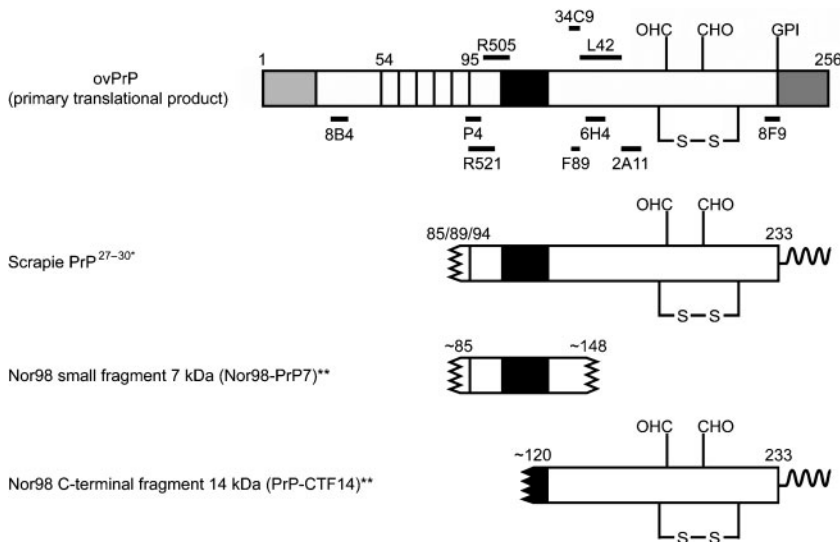 34C9
OHC CHO GPI
R505 L42
1 54 95 256
ovPrP
(primary translational product)
8B4 P4 6H4 8F9
S S
R521 F89 2A11
OHC CHO
85/89/94 233
Scrapie PrP27–30*
S S
~85 ~148
Nor98 small fragment 7 kDa (Nor98-PrP7)**
OHC CHO
~120 233
Nor98 C-terminal fragment 14 kDa (PrP-CTF14)**
S S